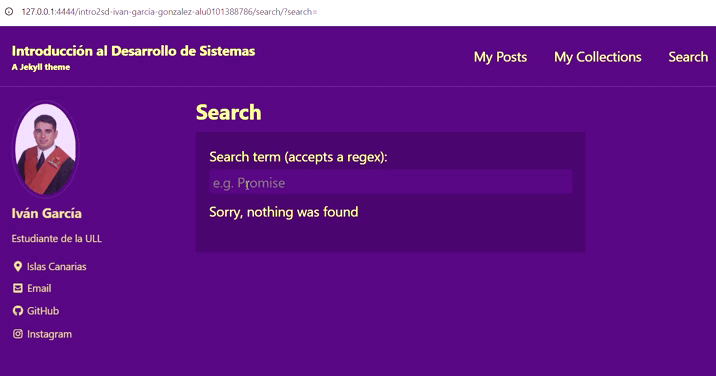 127.0.0.1:4444/intro2sd-ivan-garcia-gonzalez-alu0101388786/search/?search=
Introducción al Desarrollo de Sistemas
A Jekyll theme
My Posts My Collections Search
Search
Search term (accepts a regex):
e.g. Promise
Sorry, nothing was found
Iván García
Estudiante de la ULL
Islas Canarias
Email
GitHub
Instagram